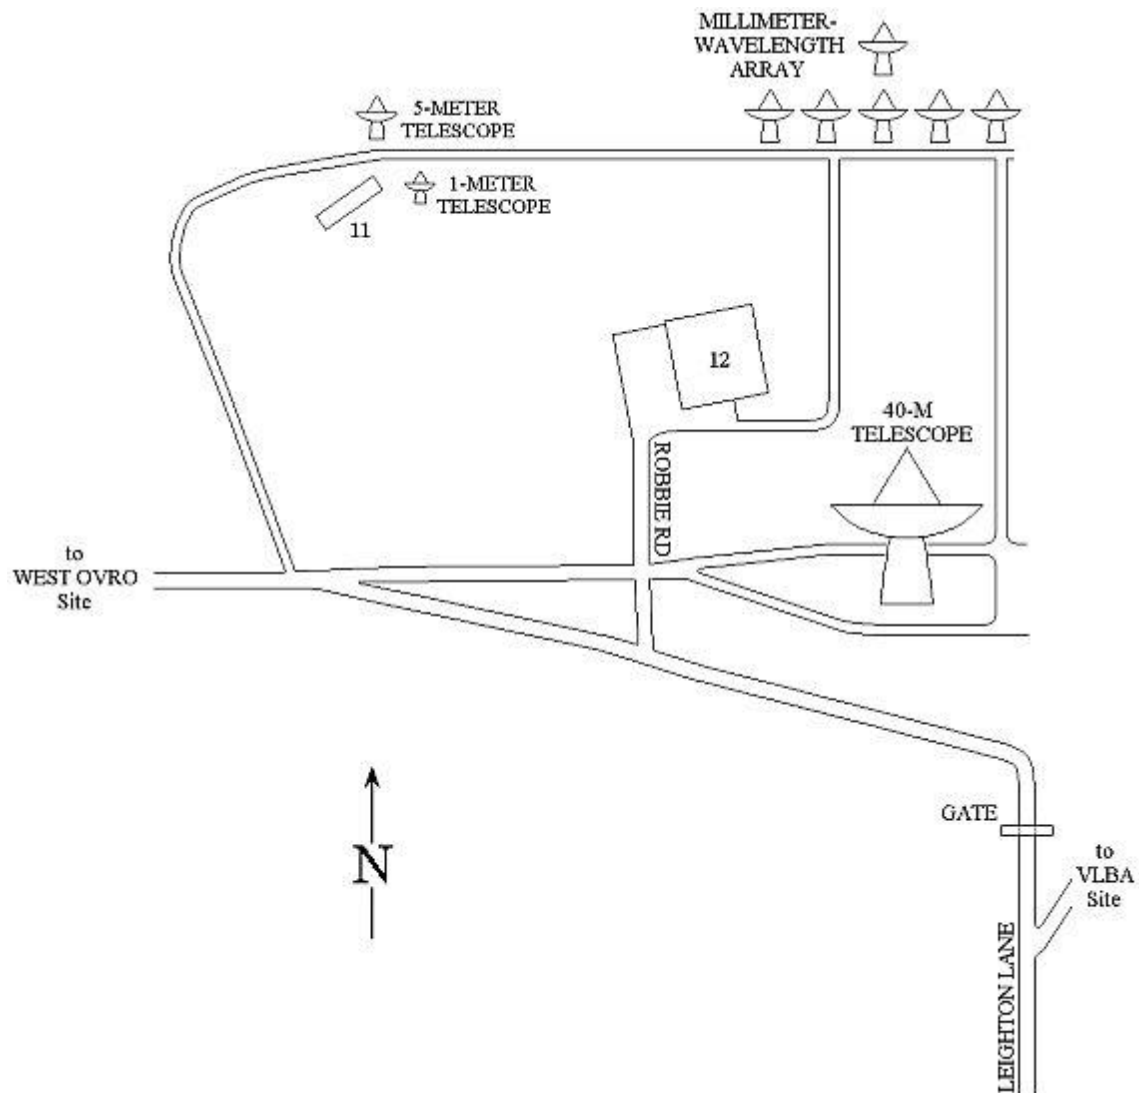 MILLIMETER-
WAVELENGTH
ARRAY
5-METER
TELESCOPE
1-METER
TELESCOPE
11
12
40-M
TELESCOPE
ROBBIE RD
to
WEST OVRO
Site
GATE
N
to
VLBA
Site
LEIGHTON LANE